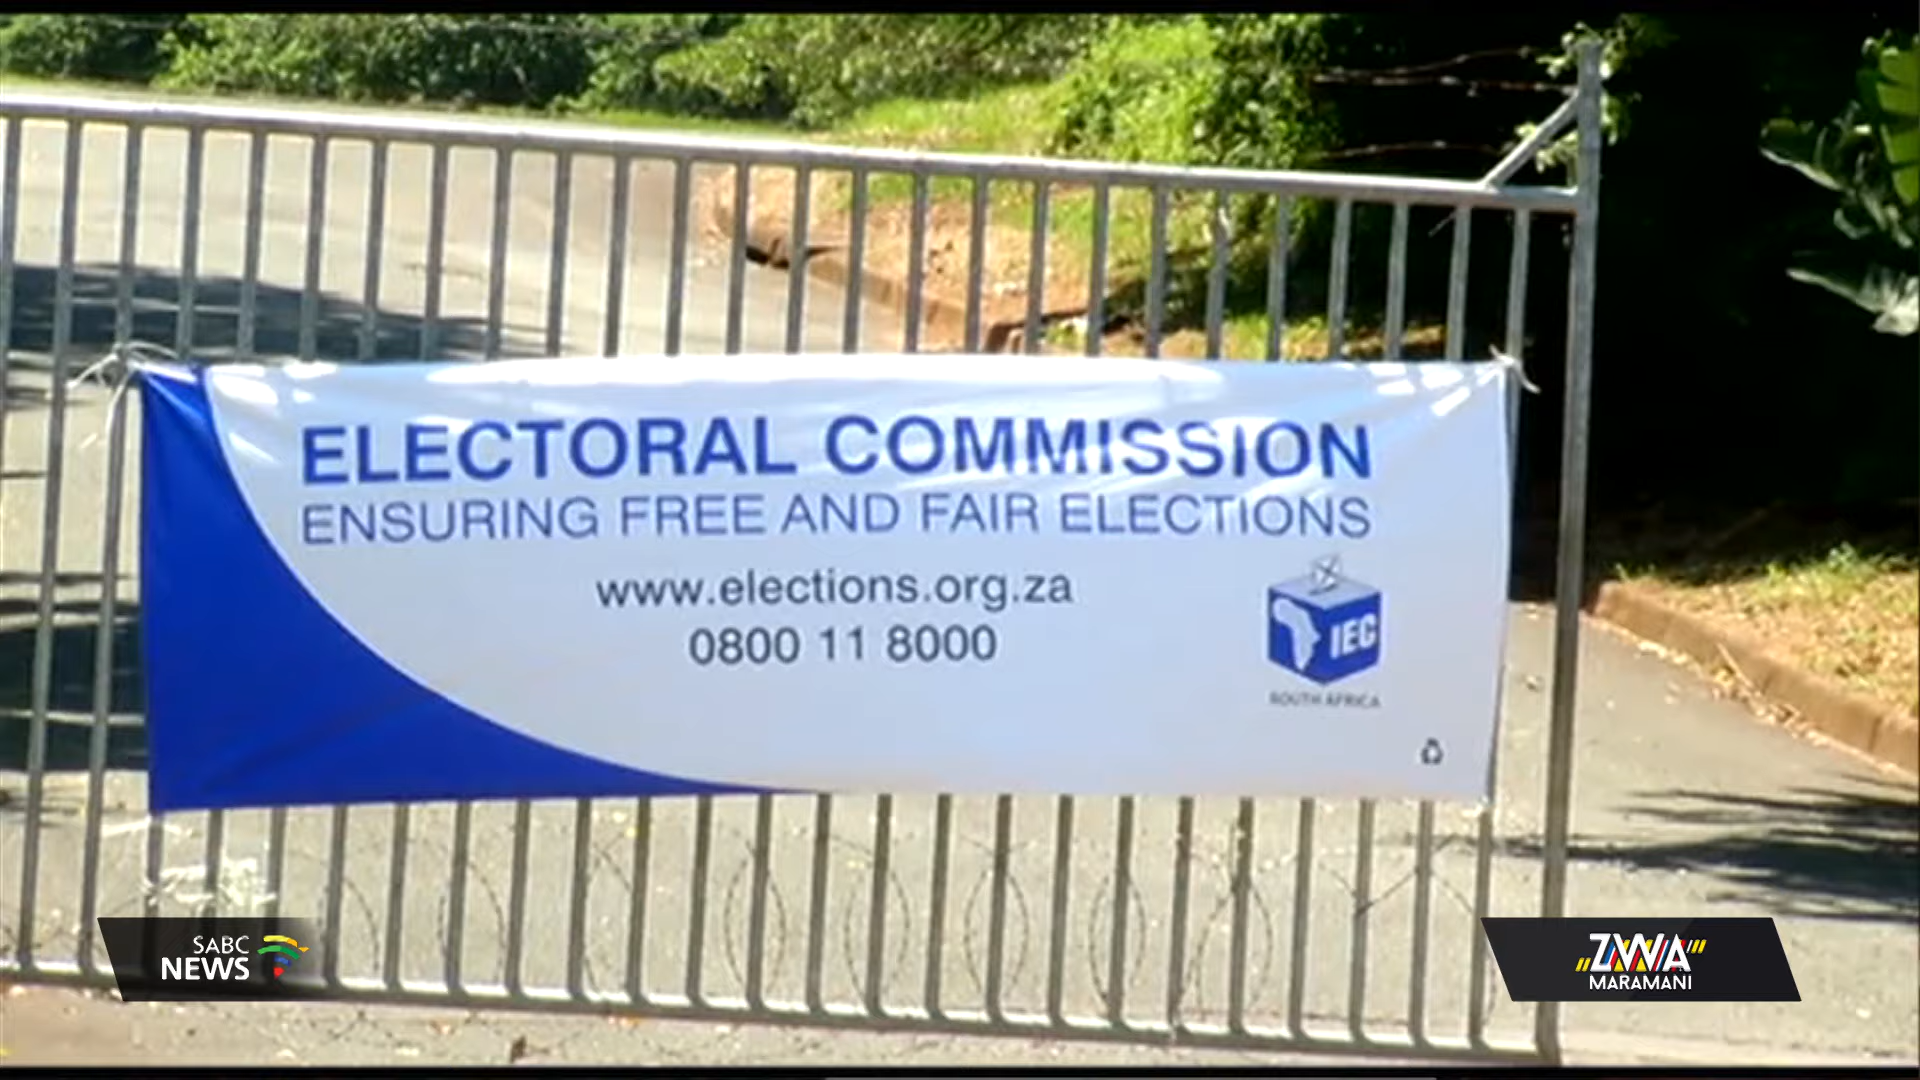 ELECTORAL COMMISSION
ENSURING FREE AND FAIR ELECTIONS
www.elections.org.za
0800 11 8000
IEC
SOUTH AFRICA
SABC
NEWS
ZWA
MARAMANI